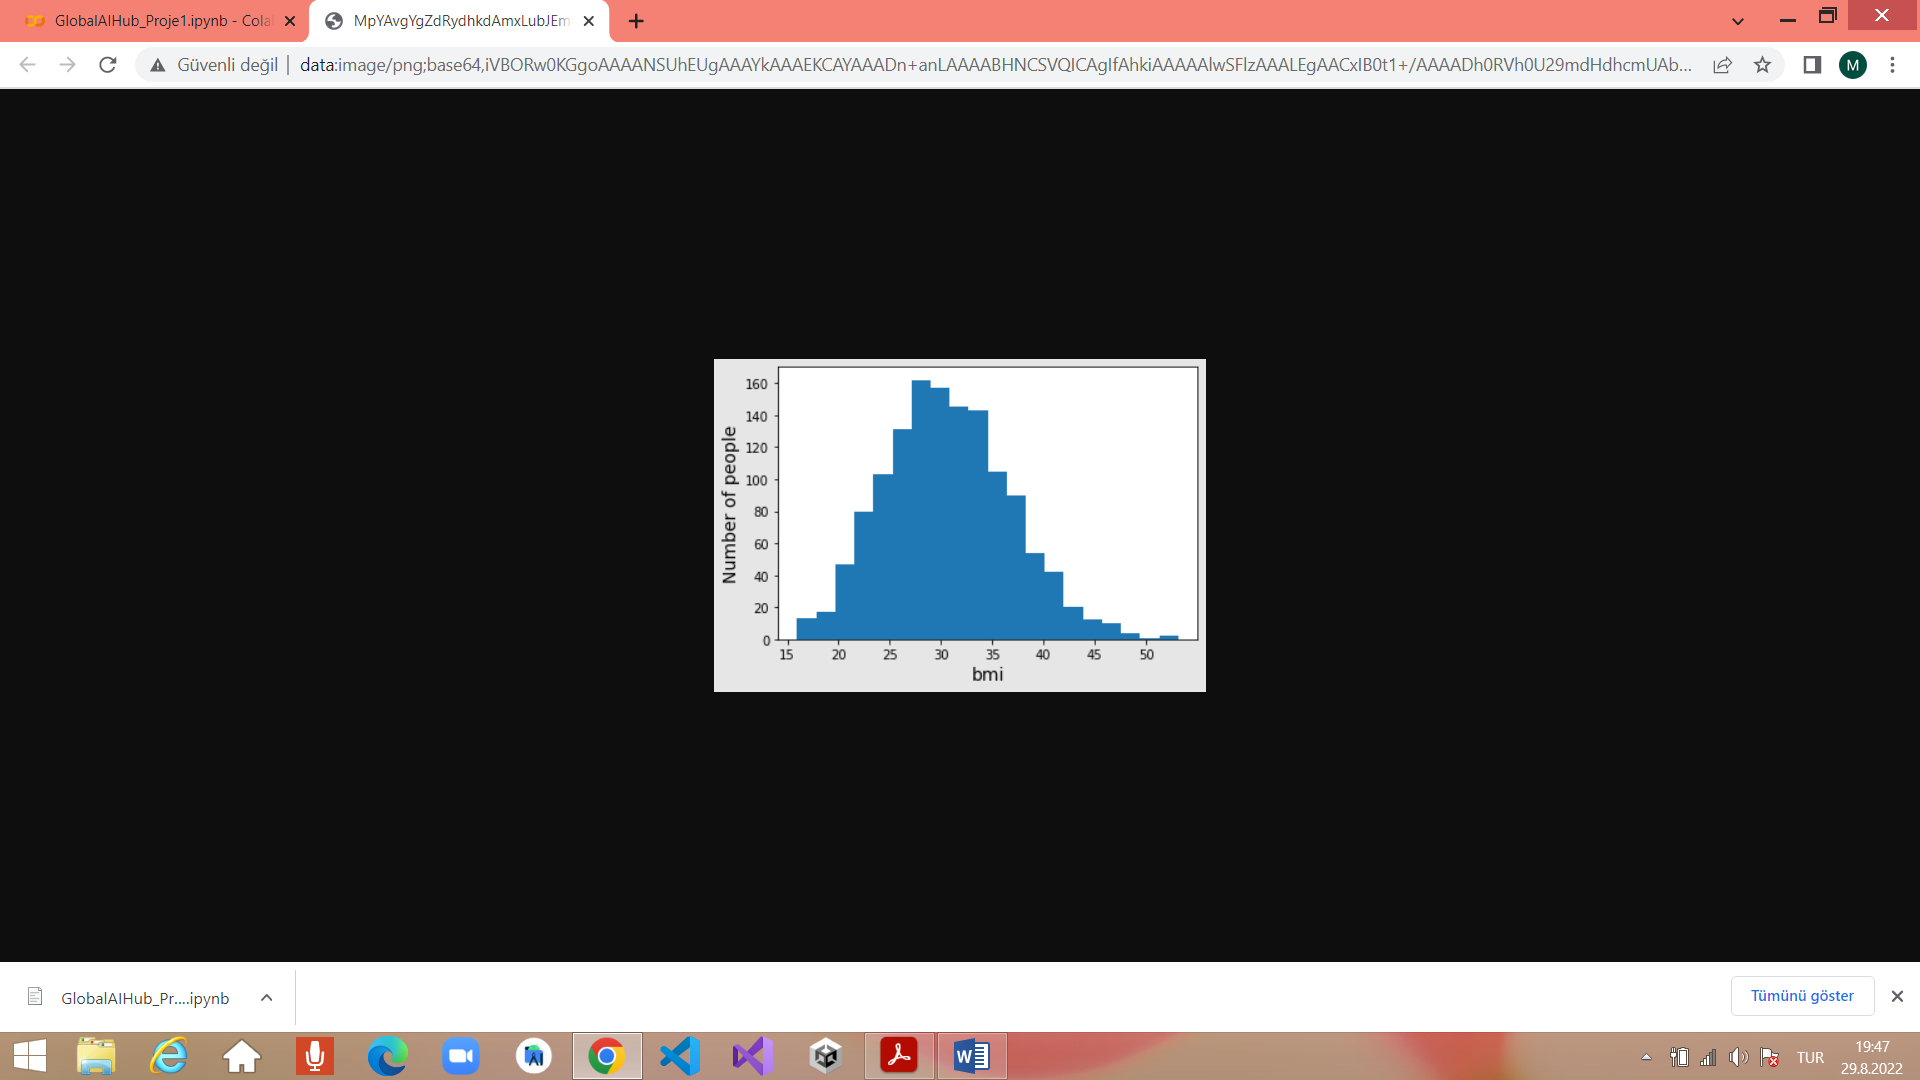 GlobalAIHub_Proje1.ipynb - Cola
MpYAvgYgZdRydhkdAmxLubJEm
Güvenli değil
data:image/png;base64,iVBORw0KGgoAAAANSUhEUgAAAYkAAAEKCAYAAADn+anLAAAABHNCSVQICAgIfAhkiAAAAAlwSFlzAAALEgAACxIB0t1+/AAAADh0RVh0U29mdHdhcmUAb...
M
160
140
120
100
80
60
40
20
0
Number of people
15 20 25 30 35 40 45 50
bmi
GlobalAIHub_Pr....ipynb
Tümünü göster
TUR
19:47
29.8.2022